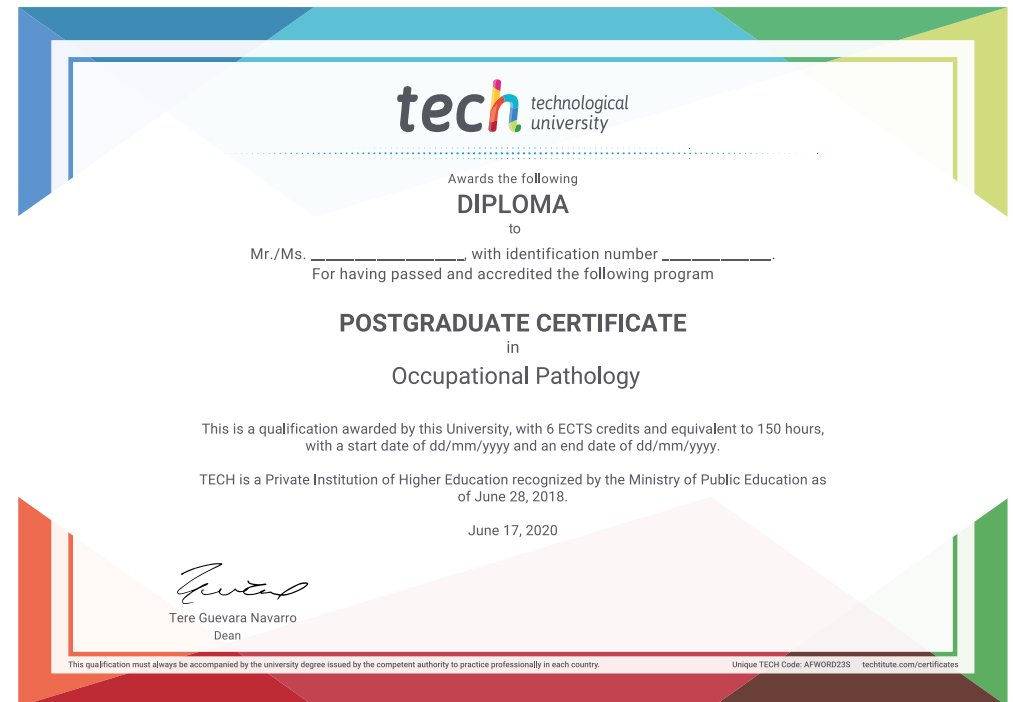 tech technological
university
Awards the following
DIPLOMA
to
Mr./Ms. __________________, with identification number _____________.
For having passed and accredited the following program
POSTGRADUATE CERTIFICATE
in
Occupational Pathology
This is a qualification awarded by this University, with 6 ECTS credits and equivalent to 150 hours,
with a start date of dd/mm/yyyy and an end date of dd/mm/yyyy.
TECH is a Private Institution of Higher Education recognized by the Ministry of Public Education as
of June 28, 2018.
June 17, 2020
Tere Guevara Navarro
Dean
This qualification must always be accompanied by the university degree issued by the competent authority to practice professionally in each country.
Unique TECH Code: AFWORD23S techtitute.com/certificates